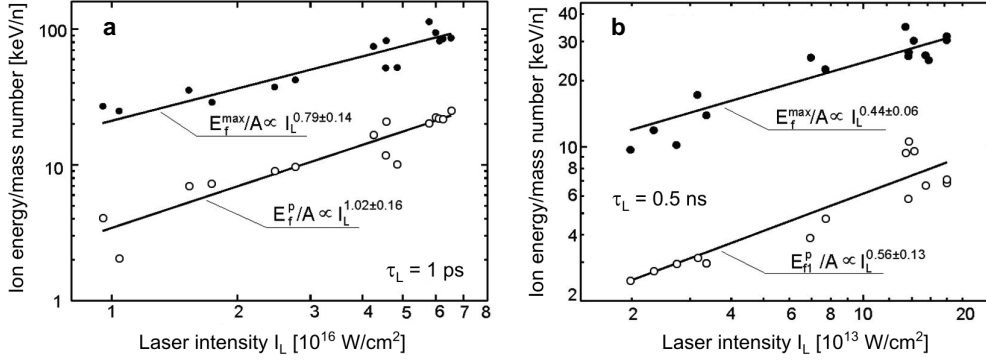 a
Ion energy/mass number [keV/n]
100
10
1
E_f^max/A ∝ I_L^0.79±0.14
E_f^p/A ∝ I_L^1.02±0.16
τ_L = 1 ps
1 2 3 4 5 6 7 8
Laser intensity I_L [10^16 W/cm^2]
b
Ion energy/mass number [keV/n]
40
30
20
10
8
6
4
2
E_f^max/A ∝ I_L^0.44±0.06
τ_L = 0.5 ns
E_f1^p /A ∝ I_L^0.56±0.13
2 4 6 8 10 20
Laser intensity I_L [10^13 W/cm^2]